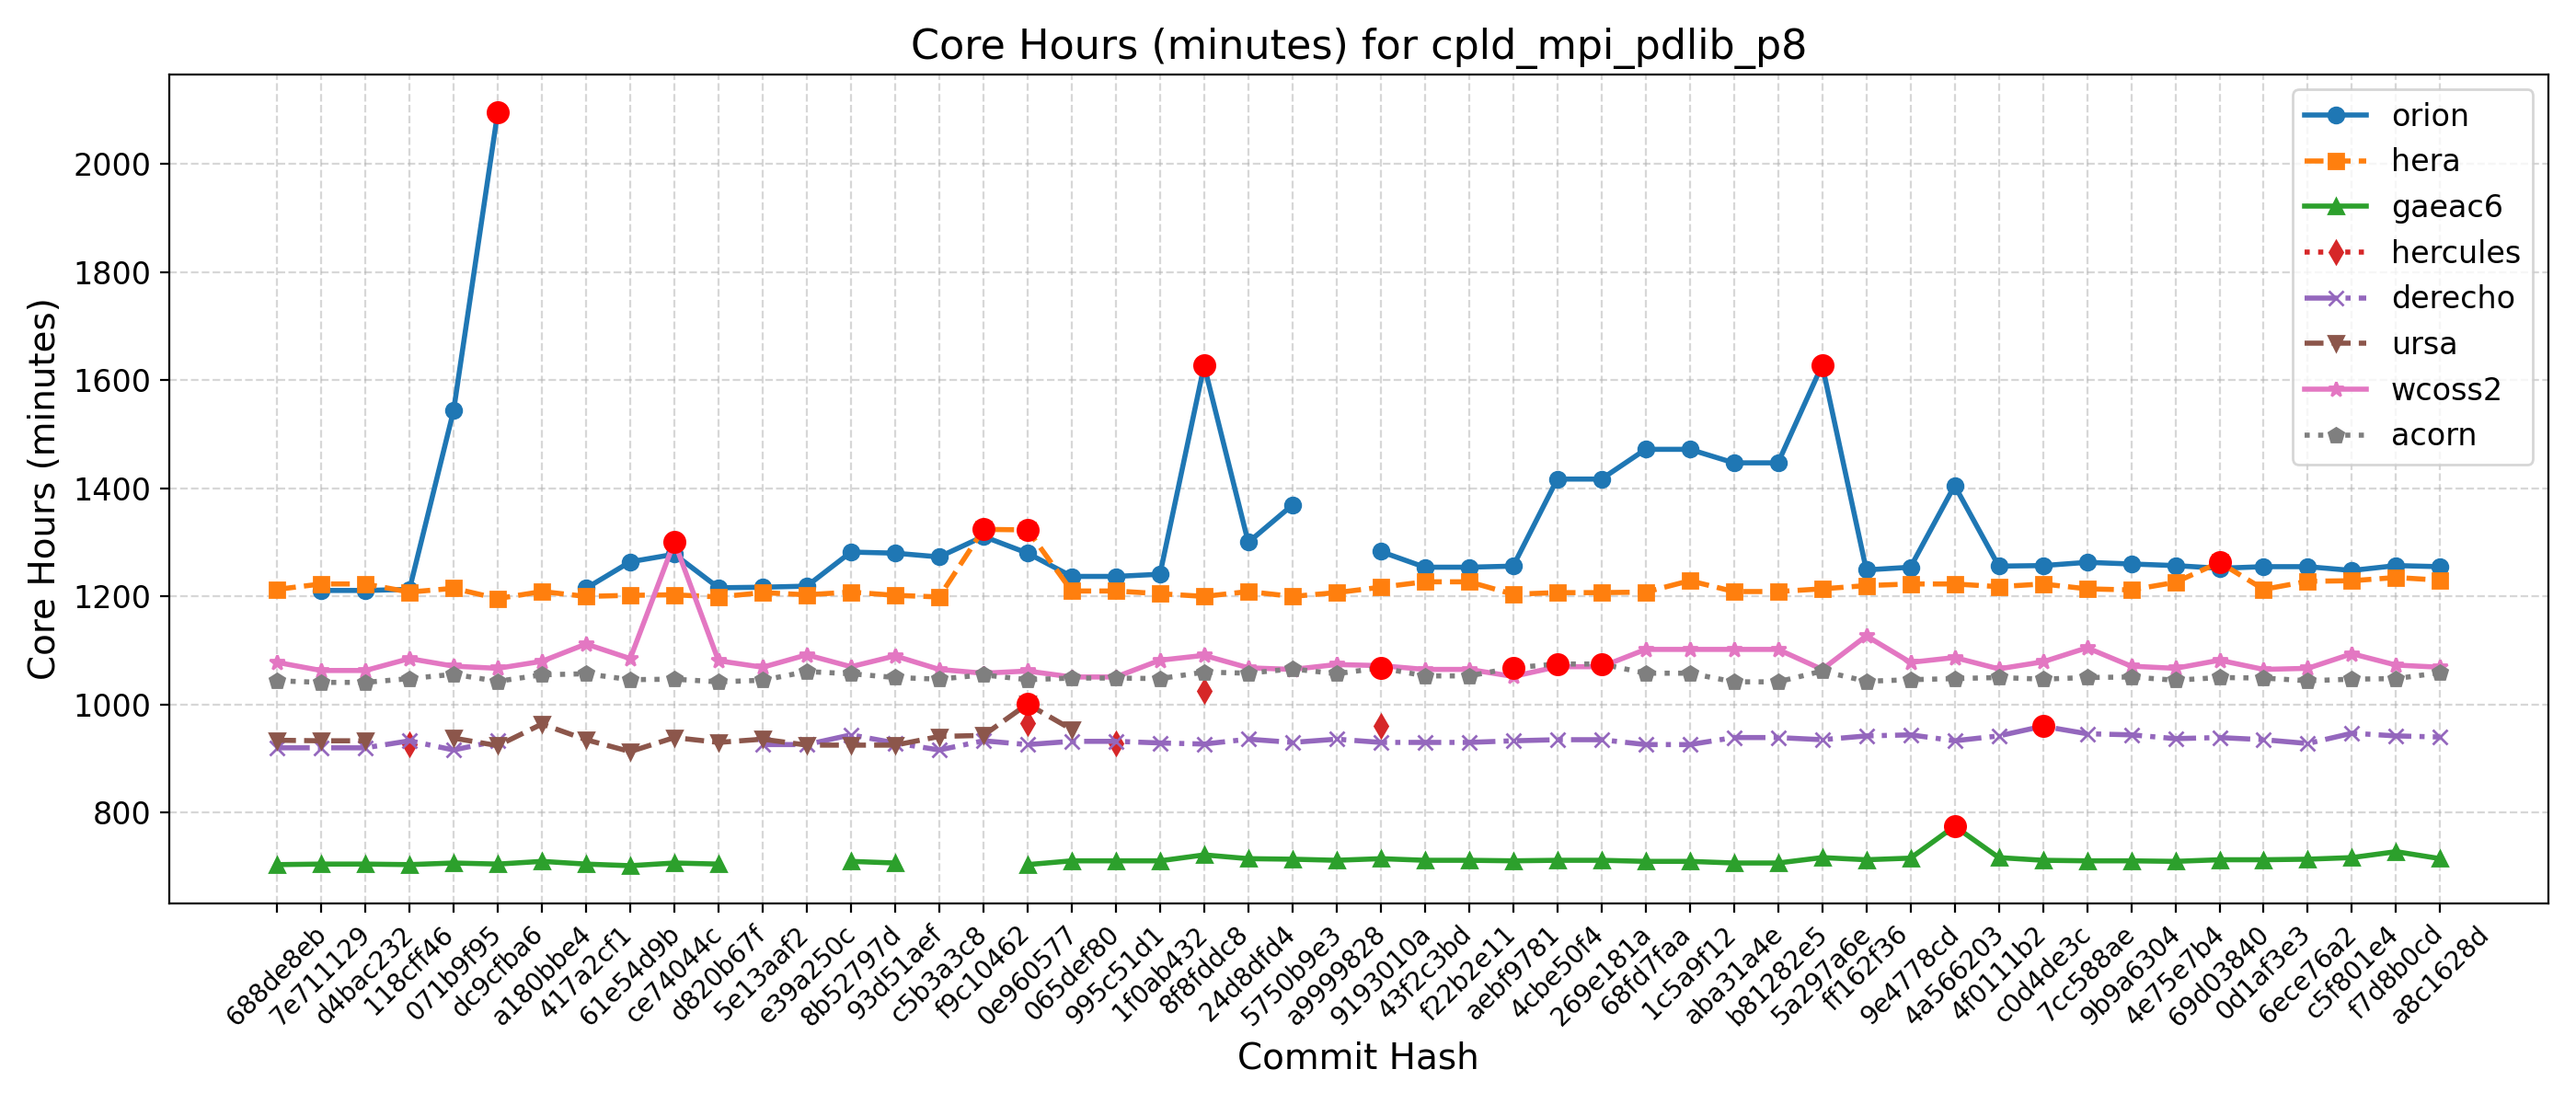 Core Hours (minutes) for cpld_mpi_pdlib_p8
Core Hours (minutes)
2000
1800
1600
1400
1200
1000
800
orion
hera
gaeac6
hercules
derecho
ursa
wcoss2
acorn
688de8eb
7e711129
d4bac232
118cff46
071b9f95
dc9cfba6
a180bbe4
417a2cf1
61e54d9b
ce74044c
d820b67f
5e13aaf2
e39a250c
8b52797d
93d51aef
c5b3a3c8
f9c10462
0e960577
065def80
995c51d1
1f0ab432
8f8fddc8
24d8dfd4
5750b9e3
a9999828
9193010a
43f2c3bd
f22b2e11
aebf9781
4cbe50f4
269e181a
68fd7faa
1c5a9f12
aba31a4e
b81282e5
5a297a6e
ff162f36
9e4778cd
4a566203
4f0111b2
c0d4de3c
7cc588ae
9b9a6304
4e75e7b4
69d03840
0d1af3e3
6ece76a2
c5f801e4
f7d8b0cd
a8c1628d
Commit Hash